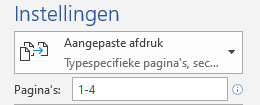 Instellingen
Aangepaste afdruk
Typespecifieke pagina's, sec...
Pagina's: 1-4